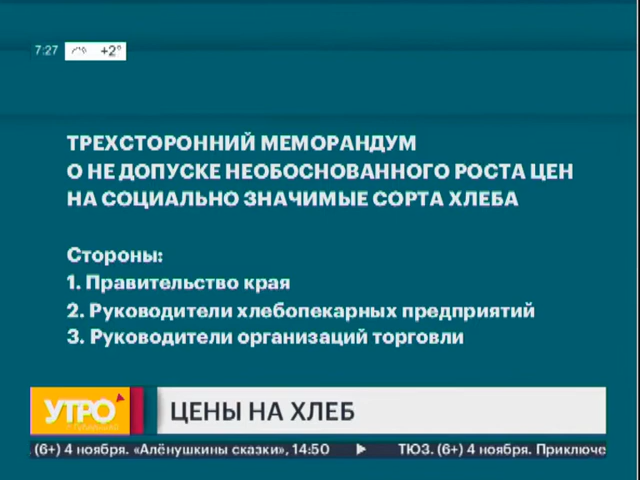 7:27 +2°
ТРЕХСТОРОННИЙ МЕМОРАНДУМ
О НЕ ДОПУСКЕ НЕОБОСНОВАННОГО РОСТА ЦЕН
НА СОЦИАЛЬНО ЗНАЧИМЫЕ СОРТА ХЛЕБА
Стороны:
1. Правительство края
2. Руководители хлебопекарных предприятий
3. Руководители организаций торговли
УТРО
ЦЕНЫ НА ХЛЕБ
(6+) 4 ноября. «Алёнушкины сказки», 14:50 ТЮЗ. (6+) 4 ноября. Приключе